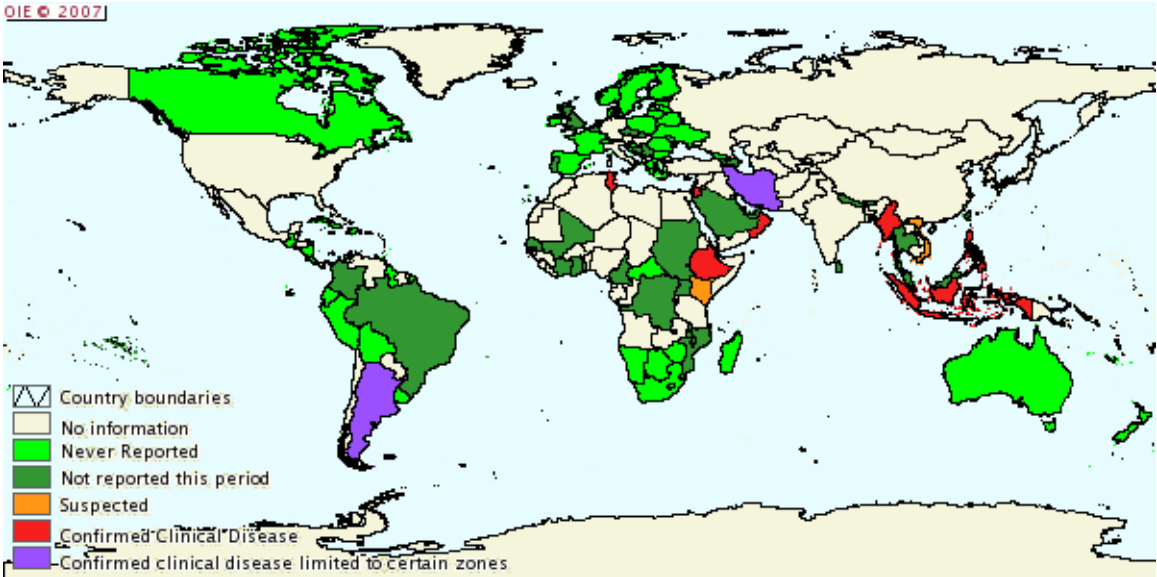 OIE © 2007
Country boundaries
No information
Never Reported
Not reported this period
Suspected
Confirmed Clinical Disease
Confirmed clinical disease limited to certain zones